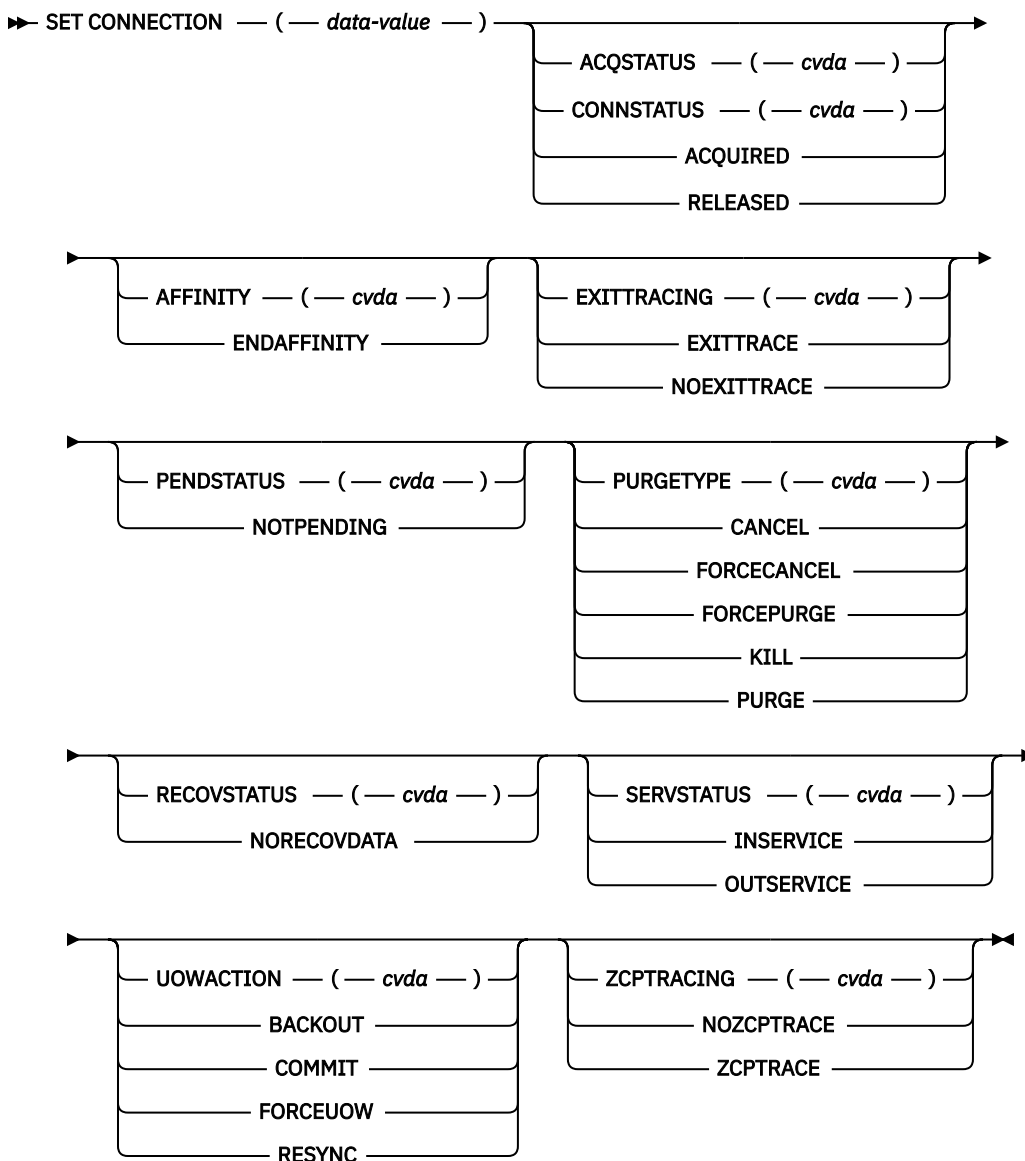 SET CONNECTION ( data-value )
ACQSTATUS ( cvda )
CONNSTATUS ( cvda )
ACQUIRED
RELEASED
AFFINITY ( cvda )
ENDAFFINITY
EXITTRACING ( cvda )
EXITTRACE
NOEXITTRACE
PENDSTATUS ( cvda )
NOTPENDING
PURGETYPE ( cvda )
CANCEL
FORCECANCEL
FORCEPURGE
KILL
PURGE
RECOVSTATUS ( cvda )
NORECOVDATA
SERVSTATUS ( cvda )
INSERVICE
OUTSERVICE
UOWACTION ( cvda )
BACKOUT
COMMIT
FORCEUOW
RESYNC
ZCPTRACING ( cvda )
NOZCPTRACE
ZCPTRACE